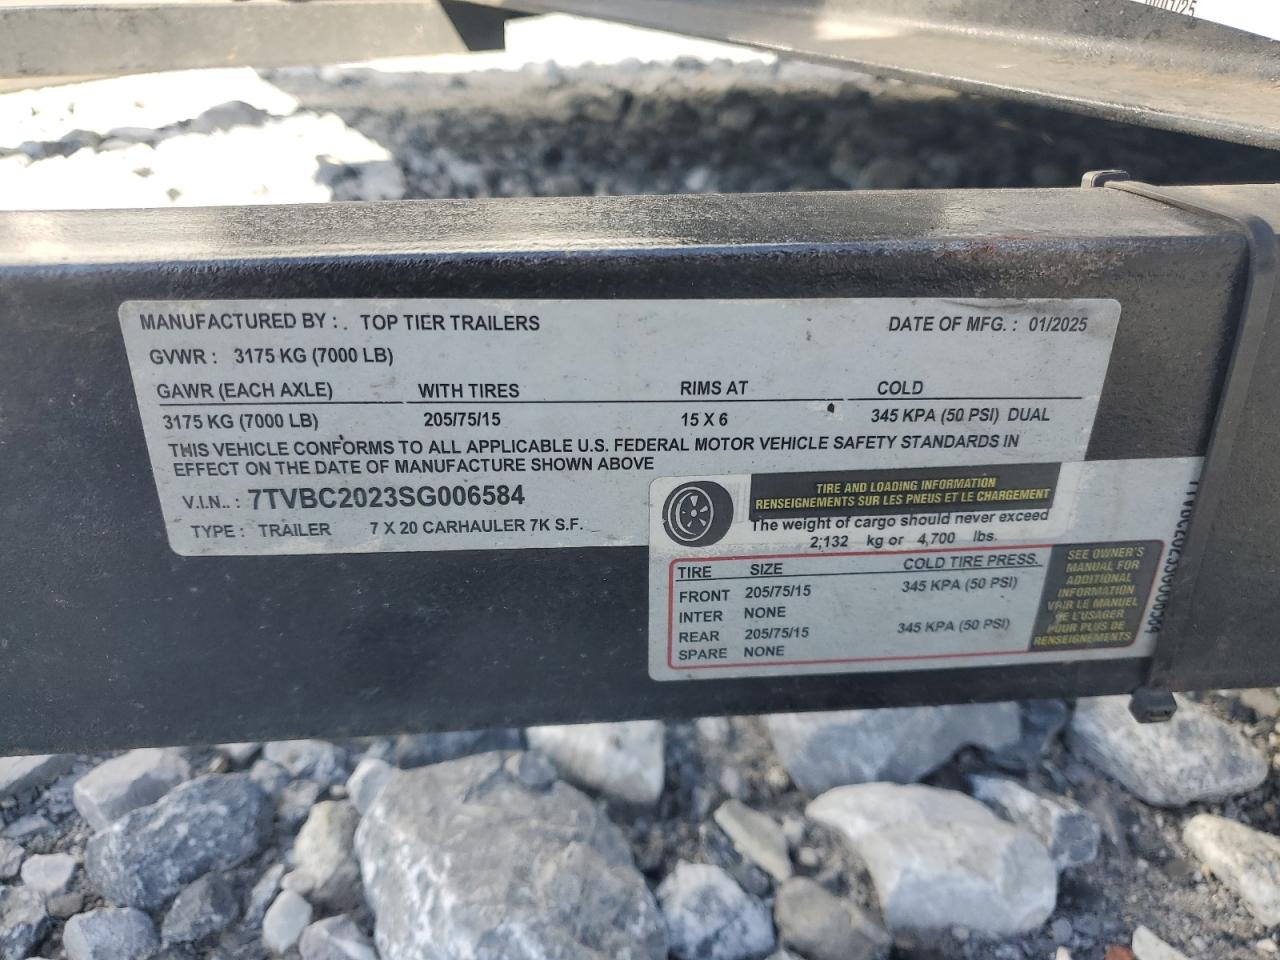 MANUFACTURED BY : . TOP TIER TRAILERS DATE OF MFG. : 01/2025
GVWR : 3175 KG (7000 LB)
GAWR (EACH AXLE) WITH TIRES RIMS AT COLD
3175 KG (7000 LB) 205/75/15 15 X 6 345 KPA (50 PSI) DUAL
THIS VEHICLE CONFORMS TO ALL APPLICABLE U.S. FEDERAL MOTOR VEHICLE SAFETY STANDARDS IN
EFFECT ON THE DATE OF MANUFACTURE SHOWN ABOVE
V.I.N.. : 7TVBC2023SG006584
TYPE : TRAILER 7 X 20 CARHAULER 7K S.F.
TIRE AND LOADING INFORMATION
RENSEIGNEMENTS SUR LES PNEUS ET LE CHARGEMENT
The weight of cargo should never exceed
2,132 kg or 4,700 lbs.
TIRE SIZE COLD TIRE PRESS.
FRONT 205/75/15 345 KPA (50 PSI)
INTER NONE
REAR 205/75/15 345 KPA (50 PSI)
SPARE NONE
SEE OWNER'S
MANUAL FOR
ADDITIONAL
INFORMATION
VOIR LE MANUEL
DE L'USAGER
POUR PLUS DE
RENSEIGNEMENTS
7TVBC2023SG006584